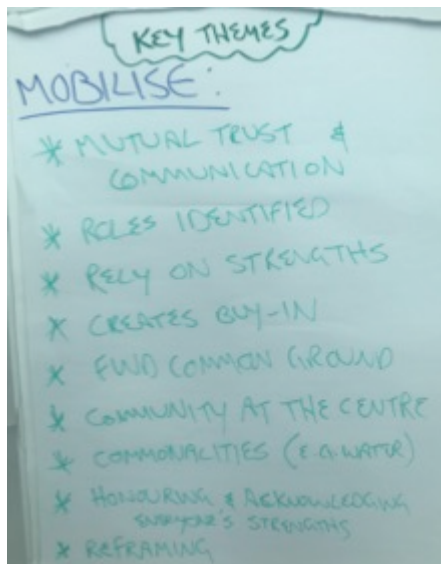 KEY THEMES
MOBILISE:
* MUTUAL TRUST &
COMMUNICATION
* ROLES IDENTIFIED
* RELY ON STRENGTHS
* CREATES BUY-IN
* FIND COMMON GROUND
* COMMUNITY AT THE CENTRE
* COMMONALITIES (E.G. WATER)
* HONOURING & ACKNOWLEDGING
EVERYONE'S STRENGTHS
* REFRAMING